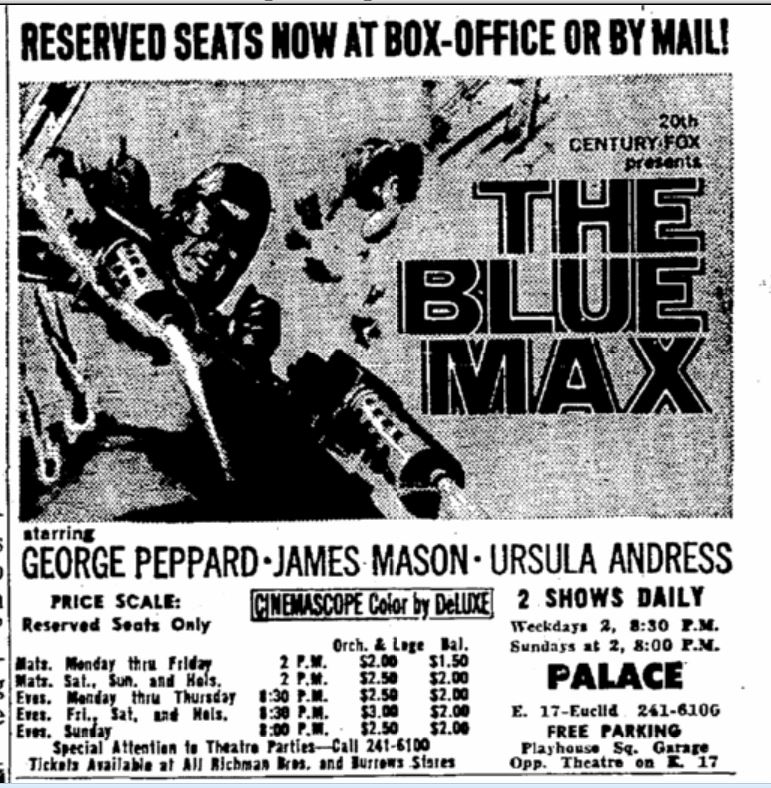 RESERVED SEATS NOW AT BOX-OFFICE OR BY MAIL!
20th
CENTURY-FOX
presents
THE
BLUE
MAX
starring
GEORGE PEPPARD · JAMES MASON · URSULA ANDRESS
PRICE SCALE:
Reserved Seats Only
CINEMASCOPE Color by DeLUXE
Orch. & Loge Bal.
Mats. Monday thru Friday 2 P.M. $2.00 $1.50
Mats. Sat., Sun. and Hols. 2 P.M. $2.50 $2.00
Eves. Monday thru Thursday 8:30 P.M. $2.50 $2.00
Eves. Fri., Sat. and Hols. 8:30 P.M. $3.00 $2.00
Eves. Sunday 8:00 P.M. $2.50 $2.00
Special Attention to Theatre Parties—Call 241-6100
Tickets Available at All Richman Bros. and Burrows Stores
2 SHOWS DAILY
Weekdays 2, 8:30 P.M.
Sundays at 2, 8:00 P.M.
PALACE
E. 17-Euclid 241-6100
FREE PARKING
Playhouse Sq. Garage
Opp. Theatre on E. 17